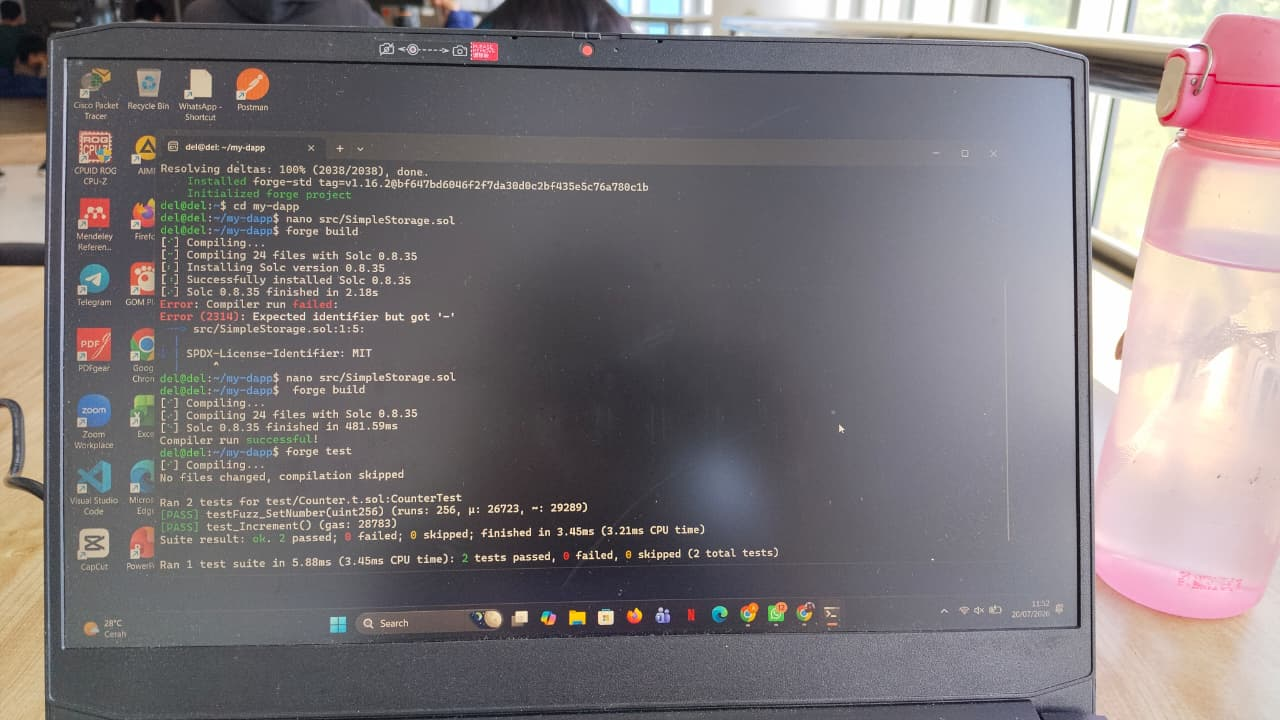 Cisco Packet
Tracer
Recycle Bin
WhatsApp -
Shortcut
Postman
CPUID ROG
CPU-Z
Mendeley
Referen...
Telegram
GOM
PDF
PDFgear
zoom
Zoom
Workplace
Visual Studio
Code
CapCut
del@del: ~/my-dapp
Resolving deltas: 100% (2038/2038), done.
Installed forge-std tag=v1.16.2@bf647bd6046f2f7da30d0c2bf435e5c76a780c1b
Initialized forge project
del@del:~$ cd my-dapp
del@del:~/my-dapp$ nano src/SimpleStorage.sol
del@del:~/my-dapp$ forge build
[⠊] Compiling...
[⠒] Compiling 24 files with Solc 0.8.35
[⠆] Installing Solc version 0.8.35
[⠰] Successfully installed Solc 0.8.35
[⠔] Solc 0.8.35 finished in 2.18s
Error: Compiler run failed:
Error (2314): Expected identifier but got '-'
--> src/SimpleStorage.sol:1:5:
|
1 | SPDX-License-Identifier: MIT
| ^
del@del:~/my-dapp$ nano src/SimpleStorage.sol
del@del:~/my-dapp$ forge build
[⠊] Compiling...
[⠒] Compiling 24 files with Solc 0.8.35
[⠑] Solc 0.8.35 finished in 481.59ms
Compiler run successful!
del@del:~/my-dapp$ forge test
[⠊] Compiling...
No files changed, compilation skipped
Ran 2 tests for test/Counter.t.sol:CounterTest
[PASS] testFuzz_SetNumber(uint256) (runs: 256, μ: 26723, ~: 29289)
[PASS] test_Increment() (gas: 28783)
Suite result: ok. 2 passed; 0 failed; 0 skipped; finished in 3.45ms (3.21ms CPU time)
Ran 1 test suite in 5.88ms (3.45ms CPU time): 2 tests passed, 0 failed, 0 skipped (2 total tests)
28°C
Cerah
Search
11:52
20/07/2026